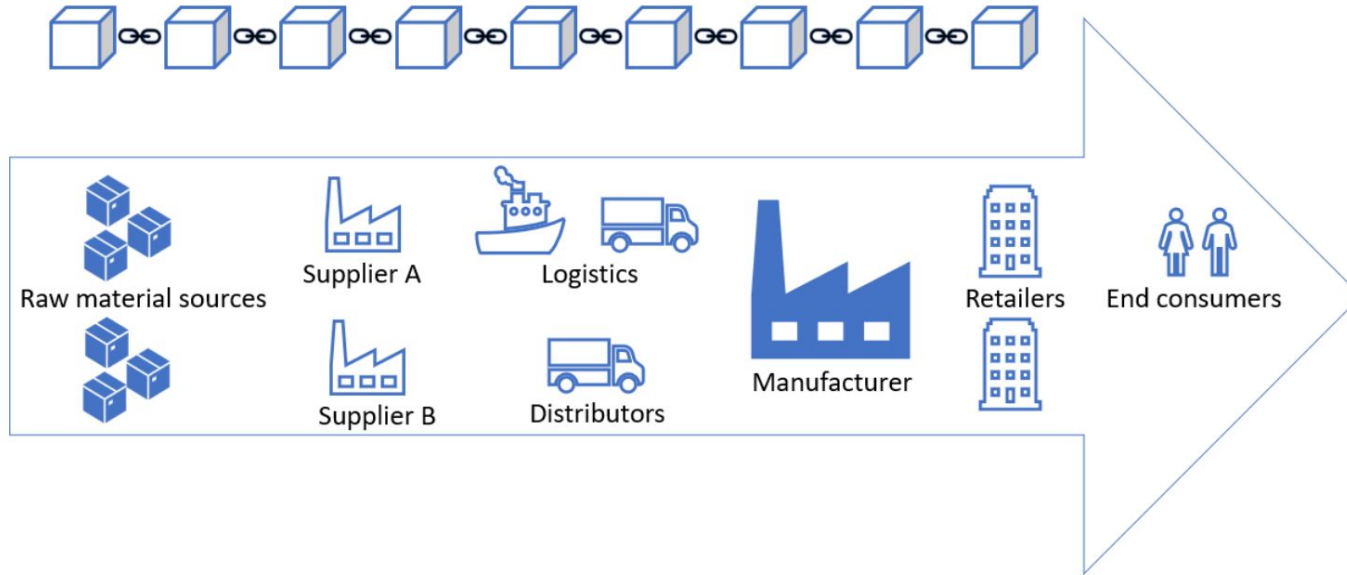 Raw material sources
Supplier A
Logistics
Supplier B
Distributors
Manufacturer
Retailers
End consumers